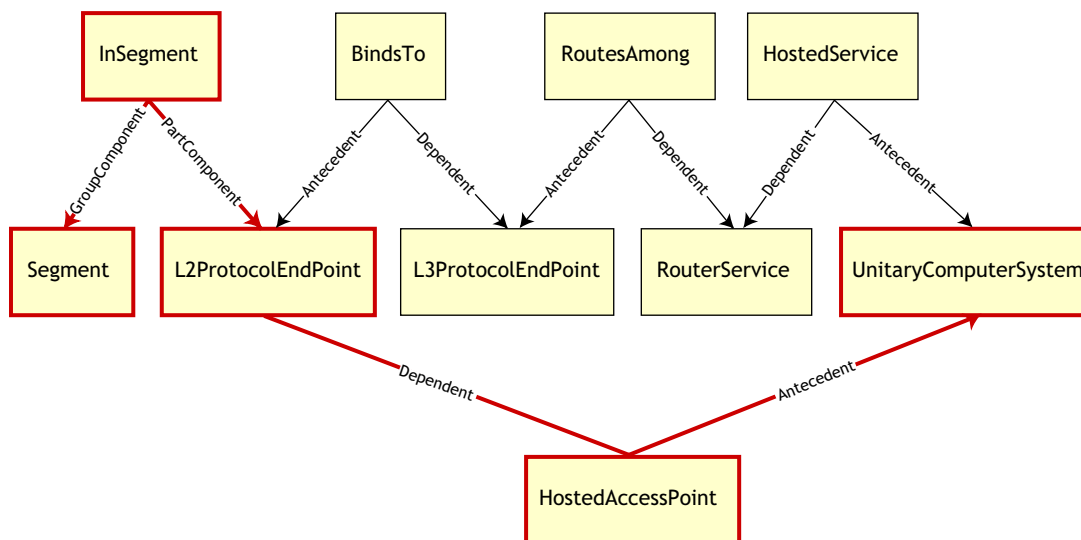 InSegment
BindsTo
RoutesAmong
HostedService
GroupComponent
PartComponent
Antecedent
Dependent
Antecedent
Dependent
Dependent
Antecedent
Segment
L2ProtocolEndPoint
L3ProtocolEndPoint
RouterService
UnitaryComputerSystem
Dependent
Antecedent
HostedAccessPoint